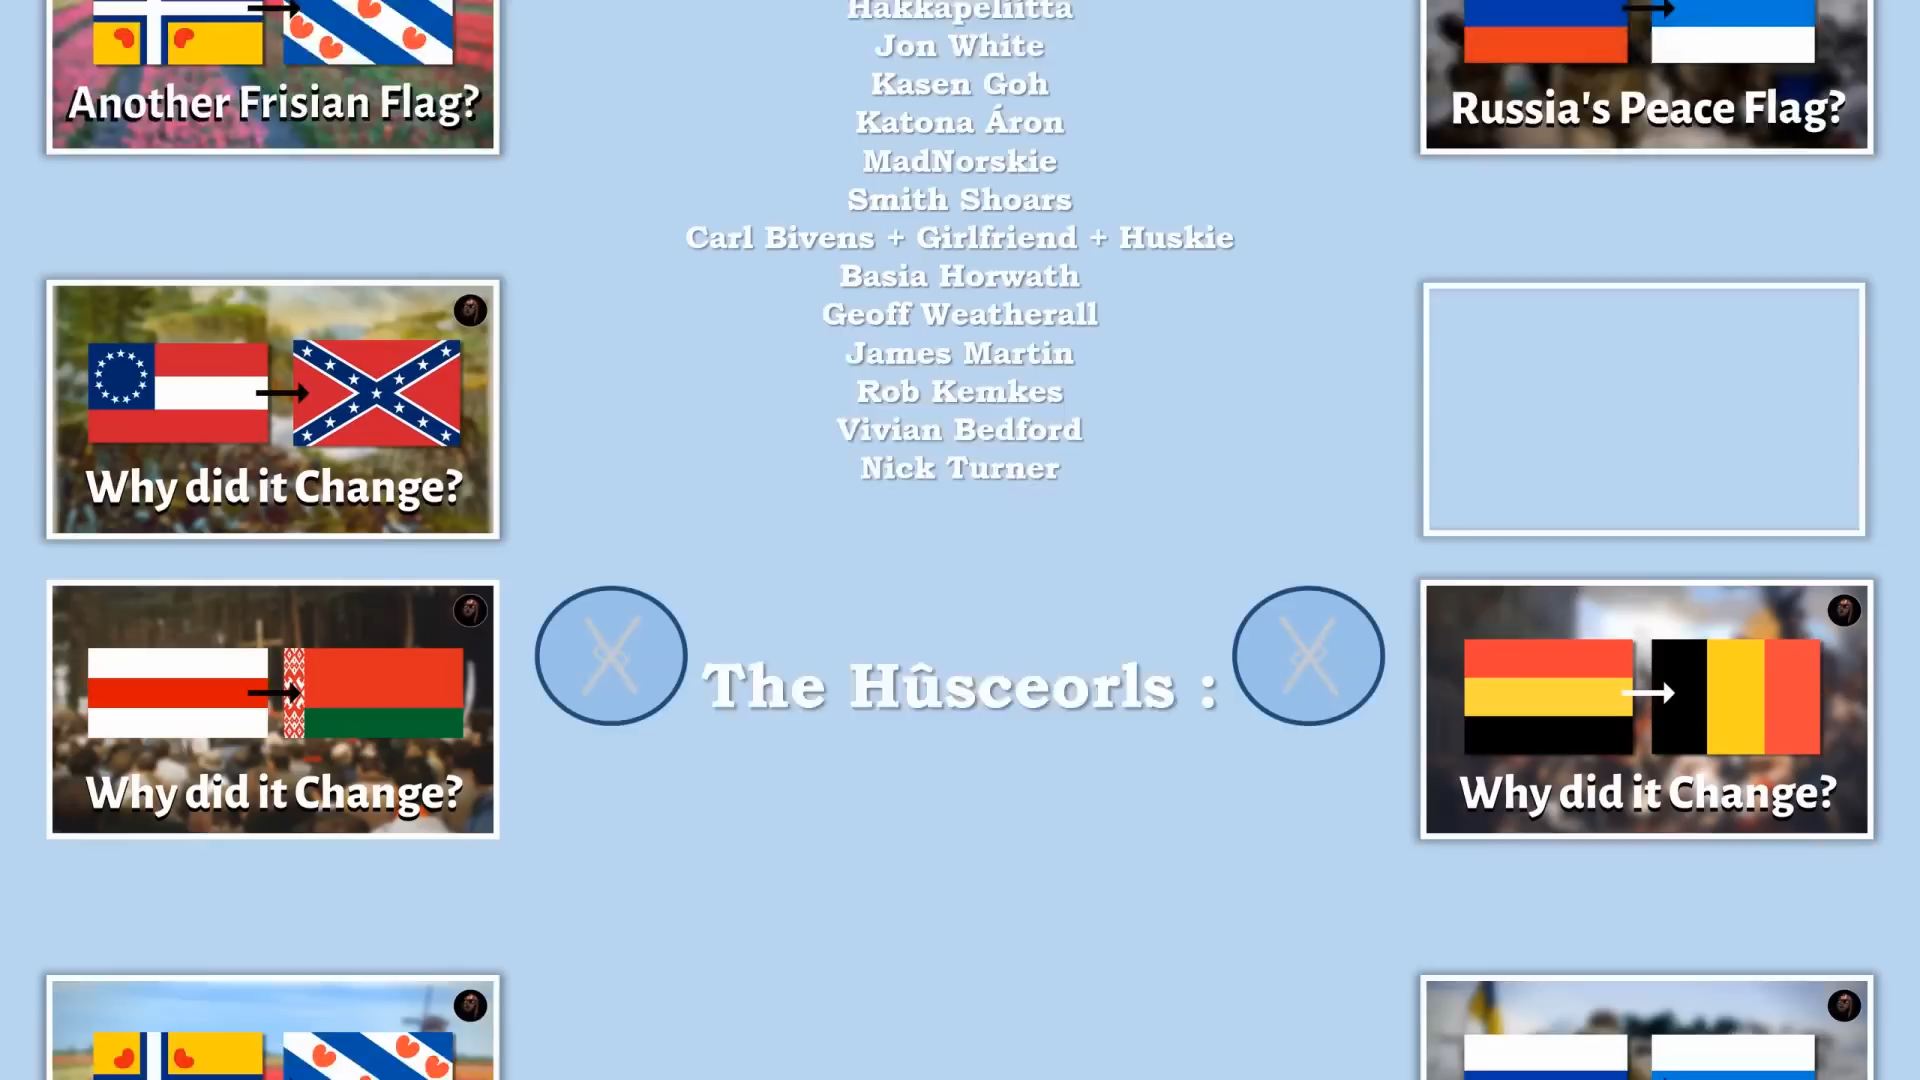 Hakkapeliitta
Jon White
Kasen Goh
Katona Áron
MadNorskie
Smith Shoars
Carl Bivens + Girlfriend + Huskie
Basia Horwath
Geoff Weatherall
James Martin
Rob Kemkes
Vivian Bedford
Nick Turner
The Hûsceorls :
Another Frisian Flag?
Russia's Peace Flag?
Why did it Change?
Why did it Change?
Why did it Change?